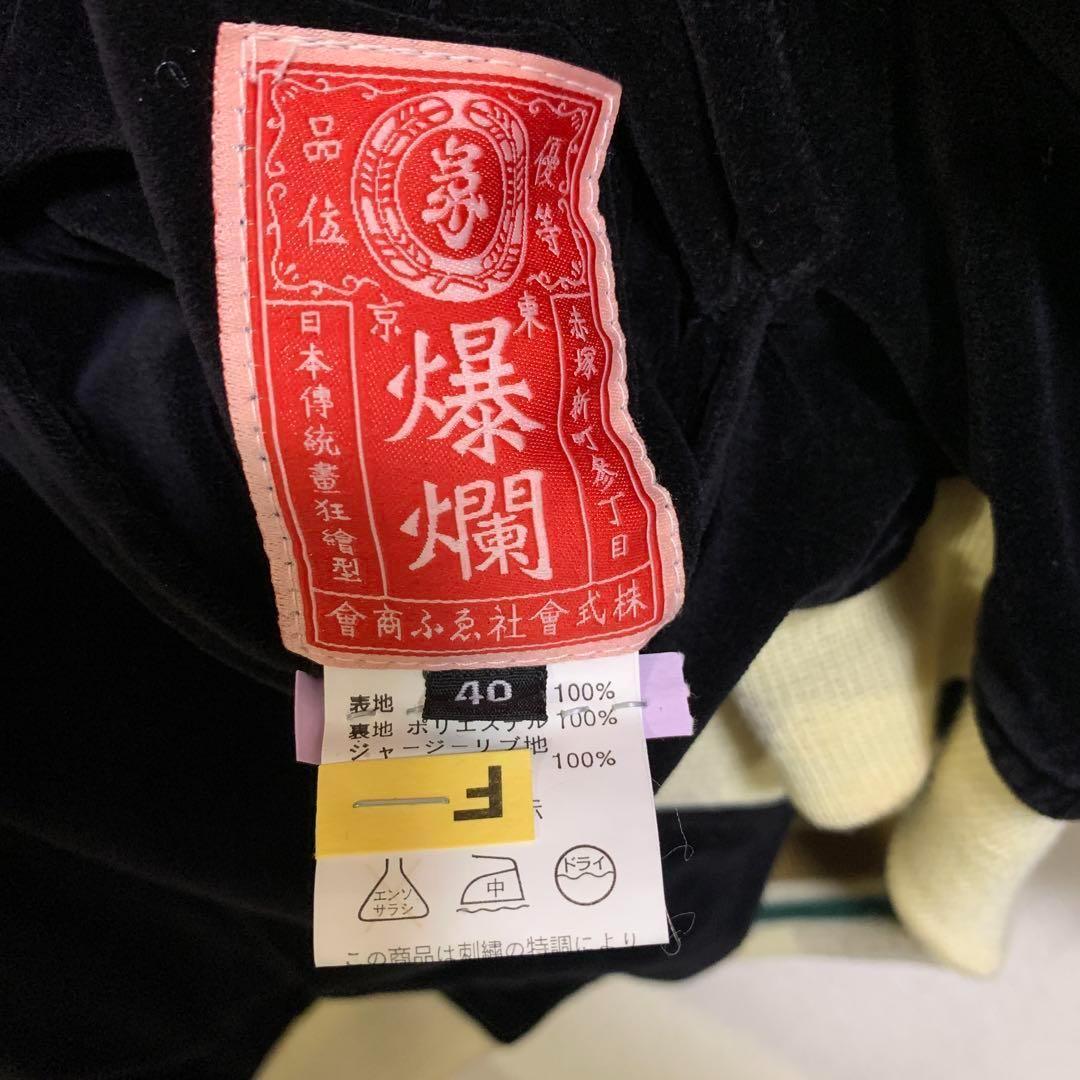 優等
品位
東京
爆爛
赤塚新町參丁目
日本傳統畫狂繪型
株式會社ゑふ商會
40
表地 100%
裏地 ポリエステル 100%
ジャージーリブ地
100%
F
エンソ
サラシ
中
ドライ
この商品は刺繍の特調により